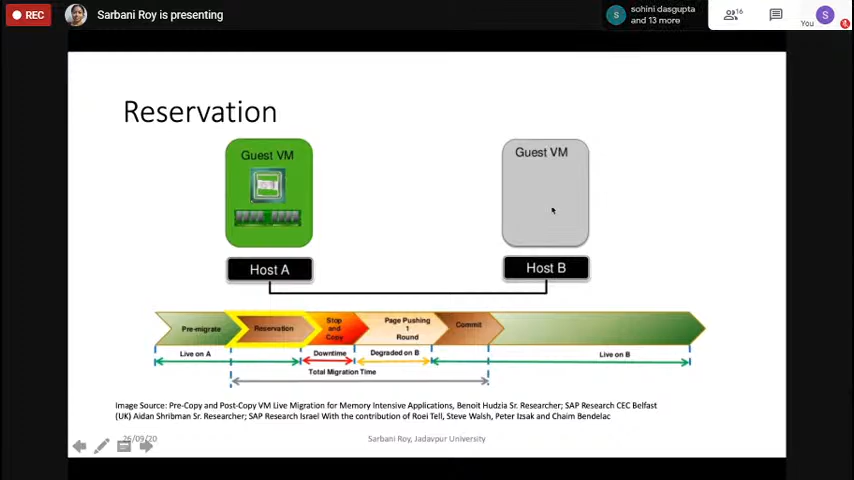 REC
Sarbani Roy is presenting
S
sohini dasgupta
and 13 more
16
You
S
Reservation
Guest VM
Guest VM
Host A
Host B
Pre-migrate
Reservation
Stop
and
Copy
Page Pushing
1
Round
Commit
Live on A
Downtime
Degraded on B
Live on B
Total Migration Time
Image Source: Pre-Copy and Post-Copy VM Live Migration for Memory Intensive Applications, Benoit Hudzia Sr. Researcher; SAP Research CEC Belfast
(UK) Aidan Shribman Sr. Researcher; SAP Research Israel With the contribution of Roei Tell, Steve Walsh, Peter Izsak and Chaim Bendelac
26/09/20
Sarbani Roy, Jadavpur University